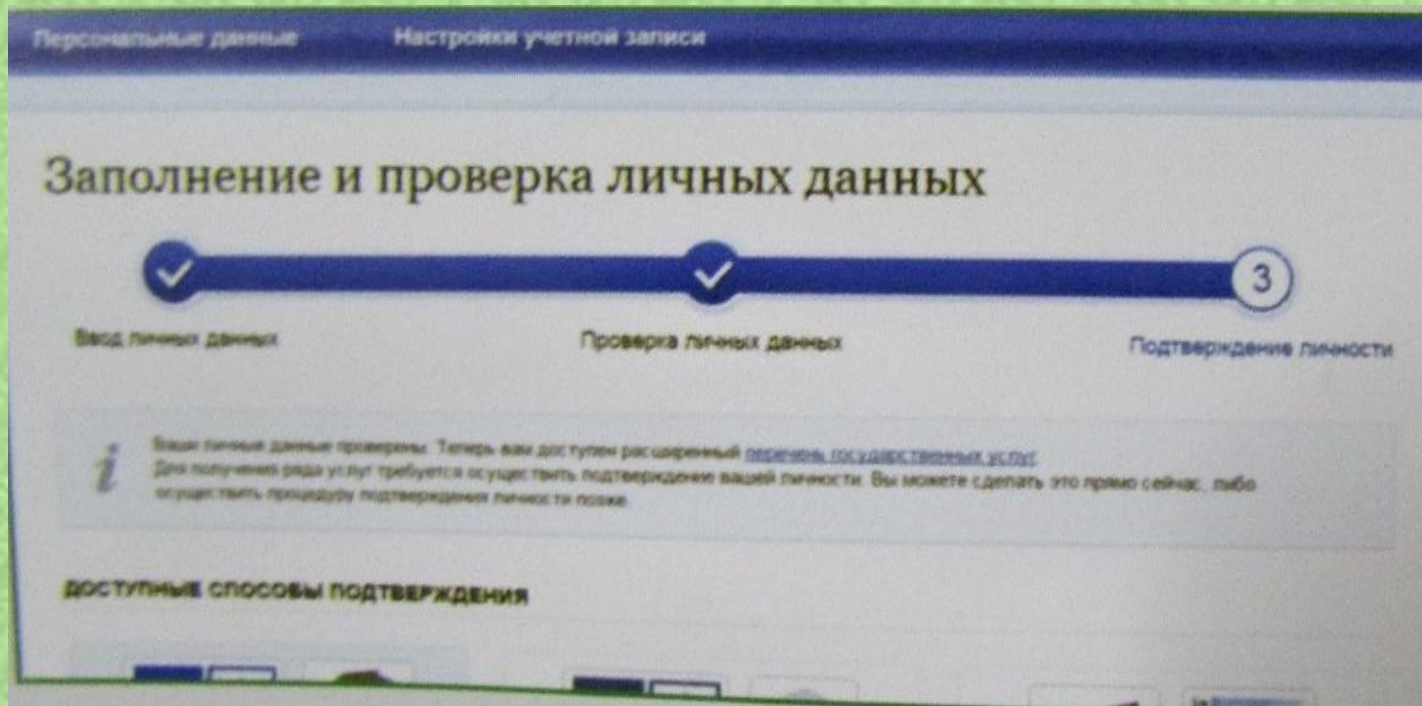 Персональные данные Настройки учетной записи
Заполнение и проверка личных данных
3
Ввод личных данных Проверка личных данных Подтверждение личности
Ваши личные данные проверены. Теперь вам доступен расширенный перечень государственных услуг.
Для получения ряда услуг требуется осуществить подтверждение вашей личности. Вы можете сделать это прямо сейчас, либо
осуществить процедуру подтверждения личности позже.
ДОСТУПНЫЕ СПОСОБЫ ПОДТВЕРЖДЕНИЯ